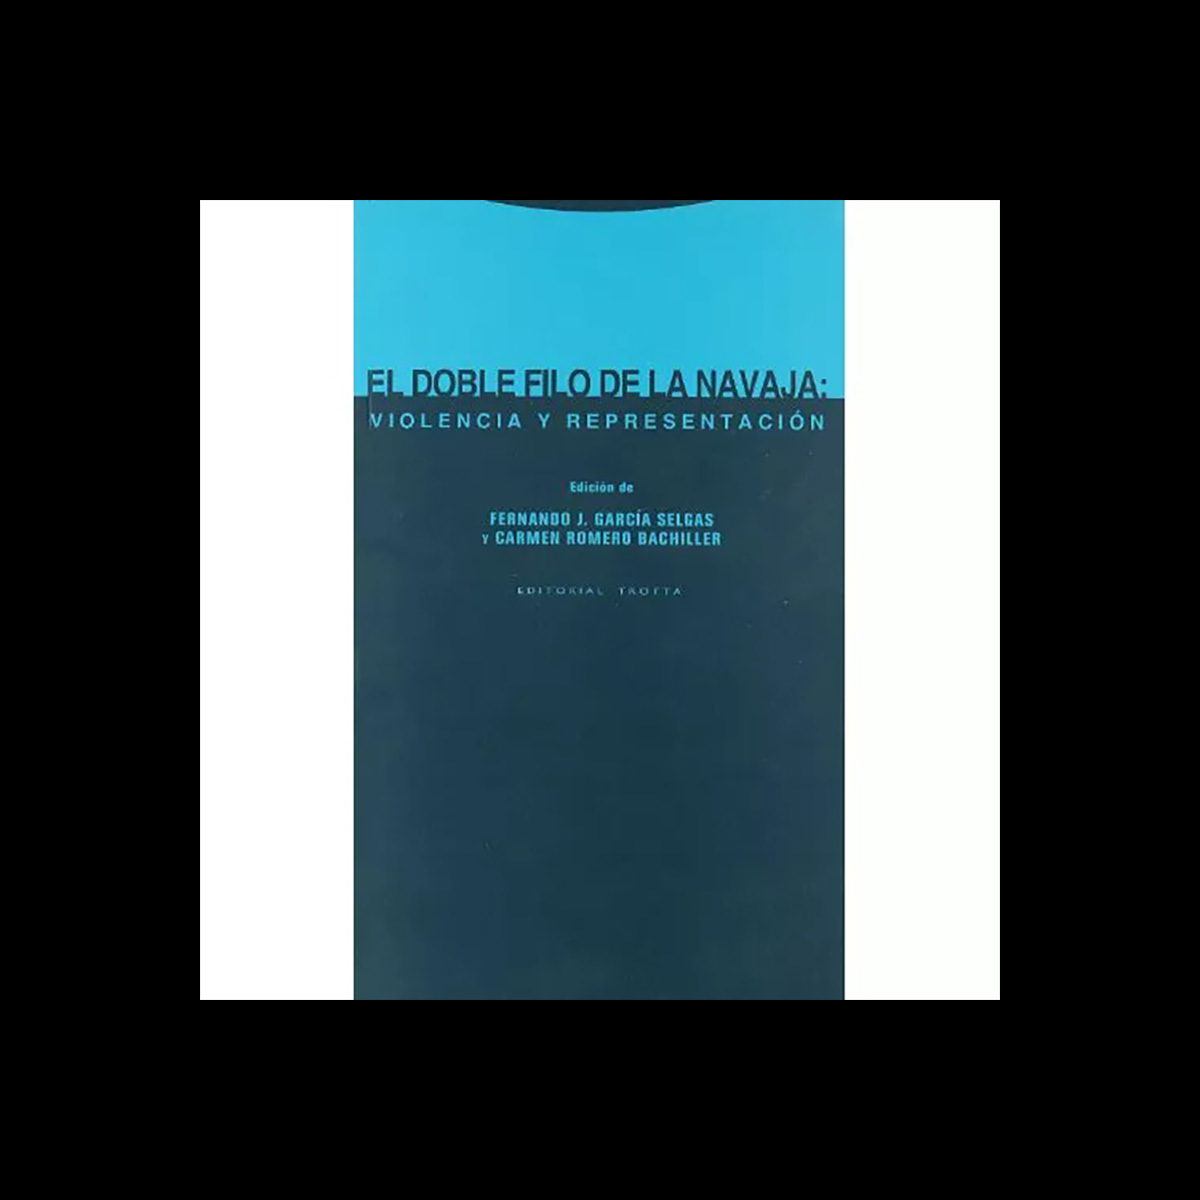 EL DOBLE FILO DE LA NAVAJA:
VIOLENCIA Y REPRESENTACIÓN
Edición de
FERNANDO J. GARCÍA SELGAS
Y CARMEN ROMERO BACHILLER
EDITORIAL TROTTA